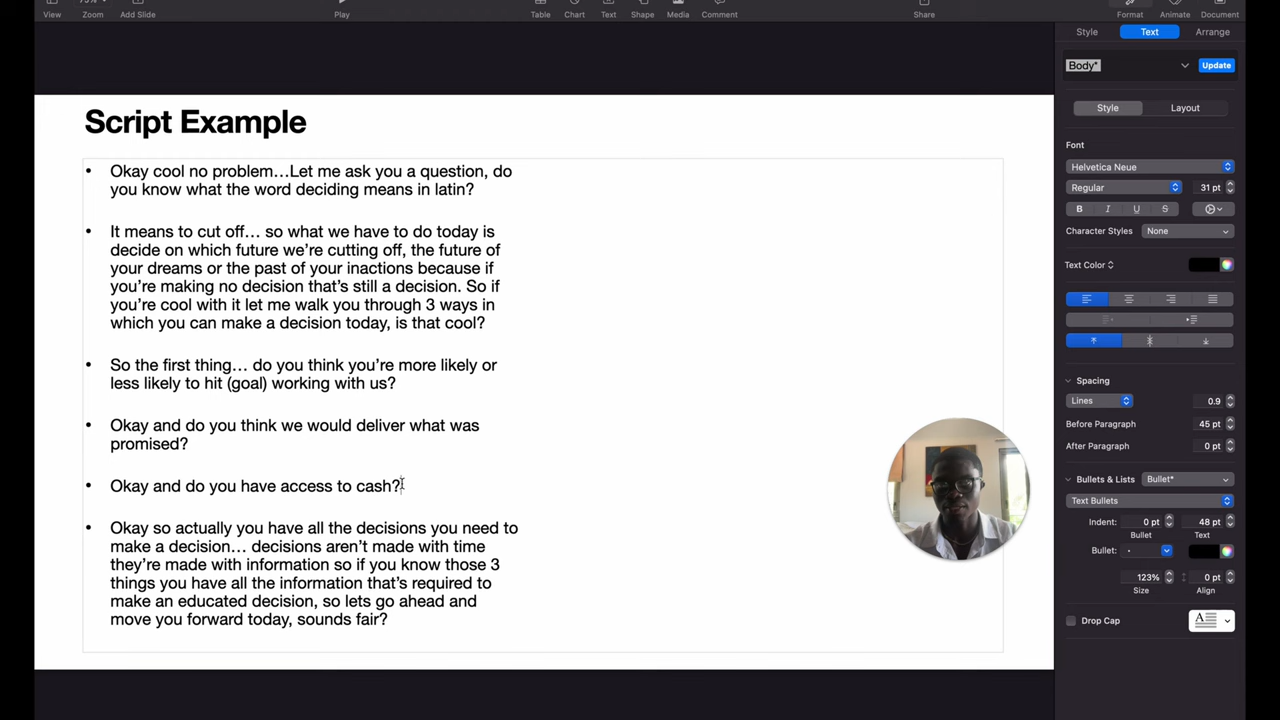 View
Zoom
Add Slide
Play
Table
Chart
Text
Shape
Media
Comment
Share
Format
Animate
Document
Style
Text
Arrange
Body*
Update
Style
Layout
Font
Helvetica Neue
Regular
31 pt
B I U S
Character Styles
None
Text Color
Spacing
Lines
0.9
Before Paragraph
45 pt
After Paragraph
0 pt
Bullets & Lists
Bullet*
Text Bullets
Indent:
0 pt
48 pt
Bullet
Text
Bullet:
•
123%
0 pt
Size
Align
Drop Cap
A
Script Example
• Okay cool no problem…Let me ask you a question, do
you know what the word deciding means in latin?
• It means to cut off… so what we have to do today is
decide on which future we're cutting off, the future of
your dreams or the past of your inactions because if
you're making no decision that's still a decision. So if
you're cool with it let me walk you through 3 ways in
which you can make a decision today, is that cool?
• So the first thing… do you think you're more likely or
less likely to hit (goal) working with us?
• Okay and do you think we would deliver what was
promised?
• Okay and do you have access to cash?
• Okay so actually you have all the decisions you need to
make a decision… decisions aren't made with time
they're made with information so if you know those 3
things you have all the information that's required to
make an educated decision, so lets go ahead and
move you forward today, sounds fair?